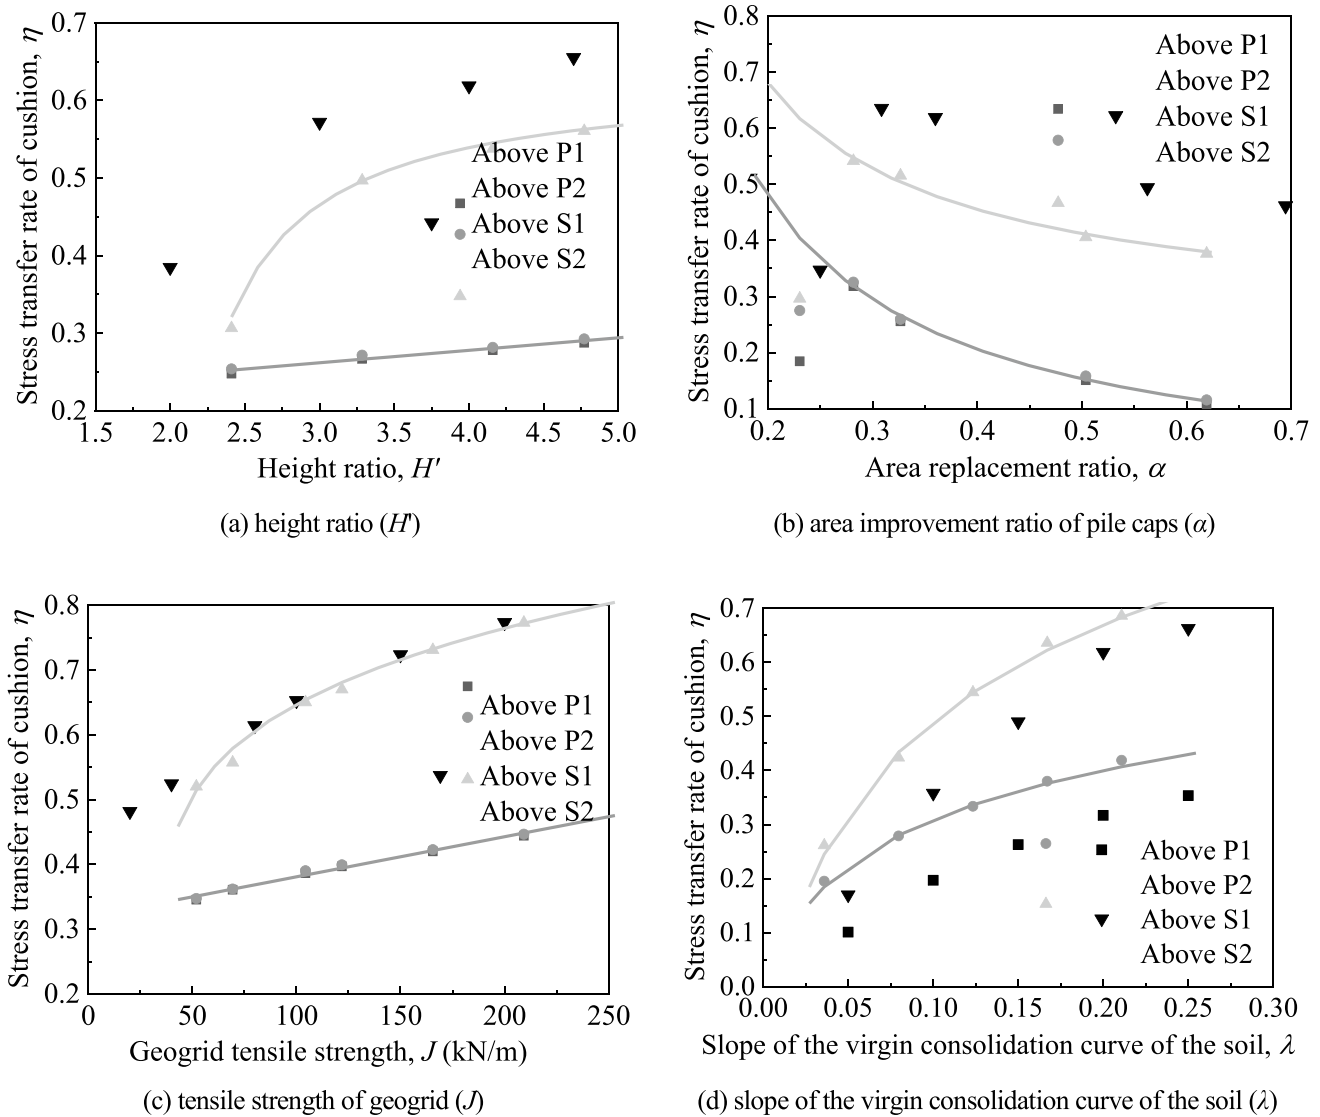 Stress transfer rate of cushion, η
0.7
0.6
0.5
0.4
0.3
0.2
1.5 2.0 2.5 3.0 3.5 4.0 4.5 5.0
Above P1
Above P2
Above S1
Above S2
Height ratio, H'
(a) height ratio (H')
Stress transfer rate of cushion, η
0.8
0.7
0.6
0.5
0.4
0.3
0.2
0.1
0.2 0.3 0.4 0.5 0.6 0.7
Above P1
Above P2
Above S1
Above S2
Area replacement ratio, α
(b) area improvement ratio of pile caps (α)
Stress transfer rate of cushion, η
0.8
0.7
0.6
0.5
0.4
0.3
0.2
0 50 100 150 200 250
Above P1
Above P2
Above S1
Above S2
Geogrid tensile strength, J (kN/m)
(c) tensile strength of geogrid (J)
Stress transfer rate of cushion, η
0.7
0.6
0.5
0.4
0.3
0.2
0.1
0.0
0.00 0.05 0.10 0.15 0.20 0.25 0.30
Above P1
Above P2
Above S1
Above S2
Slope of the virgin consolidation curve of the soil, λ
(d) slope of the virgin consolidation curve of the soil (λ)